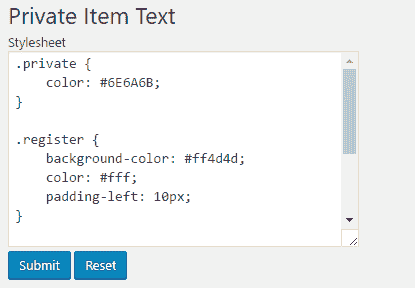 Private Item Text
Stylesheet
.private {
    color: #6E6A6B;
}

.register {
    background-color: #ff4d4d;
    color: #fff;
    padding-left: 10px;
}
Submit Reset